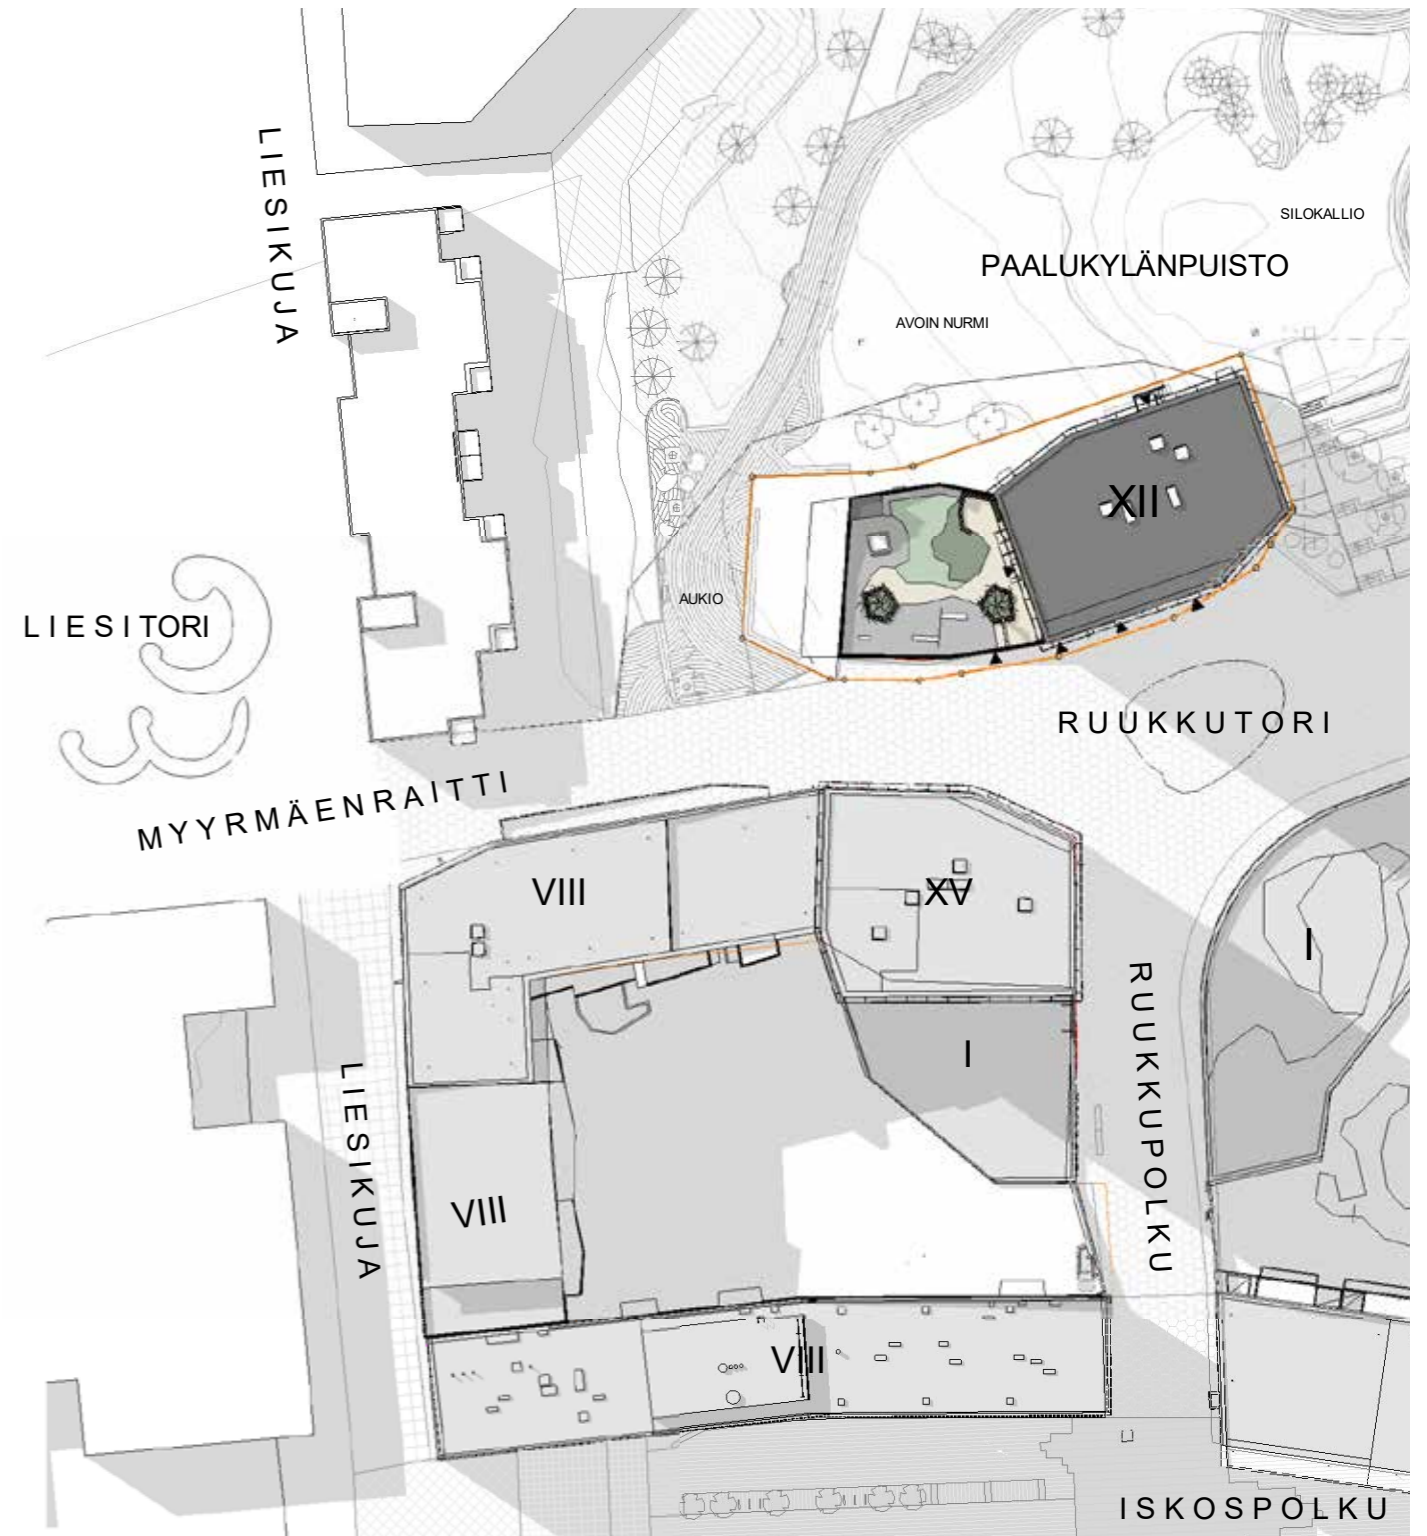 LIESIKUJA
SILOKALLIO
PAALUKYLÄNPUISTO
AVOIN NURMI
XII
AUKIO
LIESITORI
RUUKKUTORI
MYYRMÄENRAITTI
VIII
XV
I
I
RUUKKUPOLKU
LIESIKUJA
VIII
VIII
ISKOSPOLKU